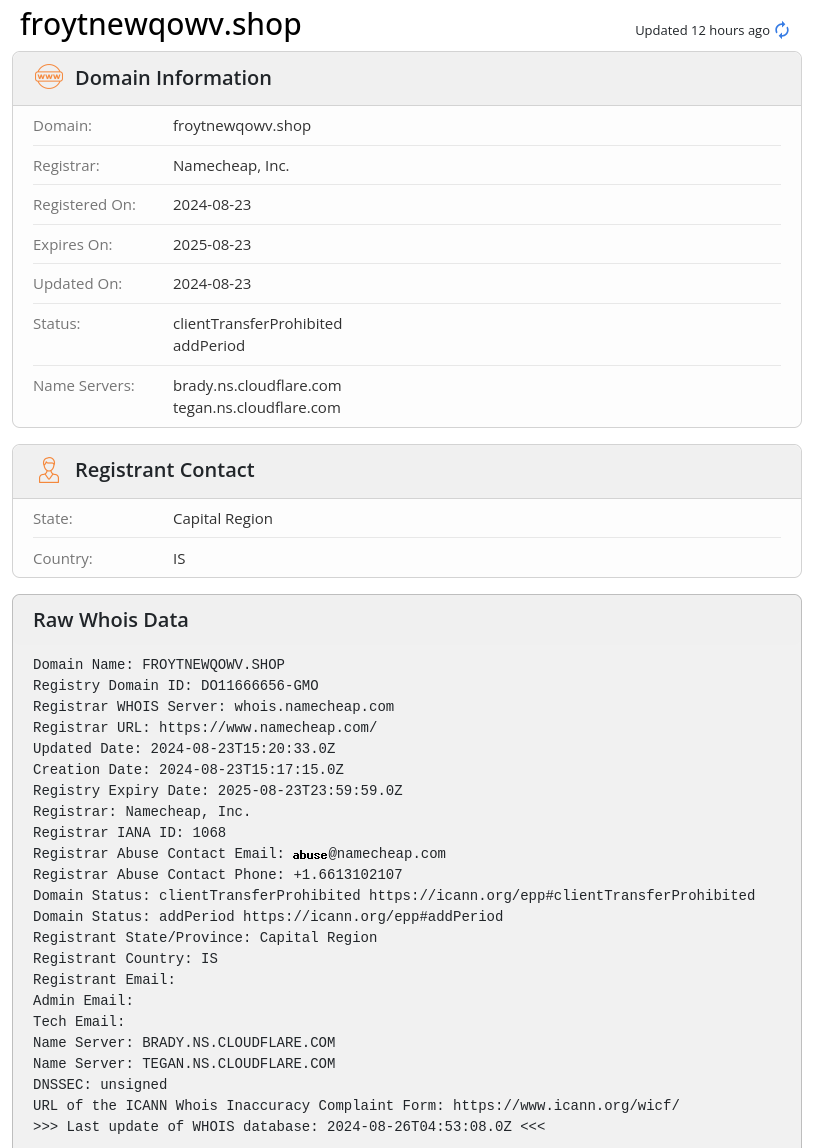 froytnewqowv.shop
Updated 12 hours ago
www
Domain Information
Domain: froytnewqowv.shop
Registrar: Namecheap, Inc.
Registered On: 2024-08-23
Expires On: 2025-08-23
Updated On: 2024-08-23
Status: clientTransferProhibited
addPeriod
Name Servers: brady.ns.cloudflare.com
tegan.ns.cloudflare.com
Registrant Contact
State: Capital Region
Country: IS
Raw Whois Data
Domain Name: FROYTNEWQOWV.SHOP
Registry Domain ID: DO11666656-GMO
Registrar WHOIS Server: whois.namecheap.com
Registrar URL: https://www.namecheap.com/
Updated Date: 2024-08-23T15:20:33.0Z
Creation Date: 2024-08-23T15:17:15.0Z
Registry Expiry Date: 2025-08-23T23:59:59.0Z
Registrar: Namecheap, Inc.
Registrar IANA ID: 1068
Registrar Abuse Contact Email: abuse@namecheap.com
Registrar Abuse Contact Phone: +1.6613102107
Domain Status: clientTransferProhibited https://icann.org/epp#clientTransferProhibited
Domain Status: addPeriod https://icann.org/epp#addPeriod
Registrant State/Province: Capital Region
Registrant Country: IS
Registrant Email:
Admin Email:
Tech Email:
Name Server: BRADY.NS.CLOUDFLARE.COM
Name Server: TEGAN.NS.CLOUDFLARE.COM
DNSSEC: unsigned
URL of the ICANN Whois Inaccuracy Complaint Form: https://www.icann.org/wicf/
>>> Last update of WHOIS database: 2024-08-26T04:53:08.0Z <<<